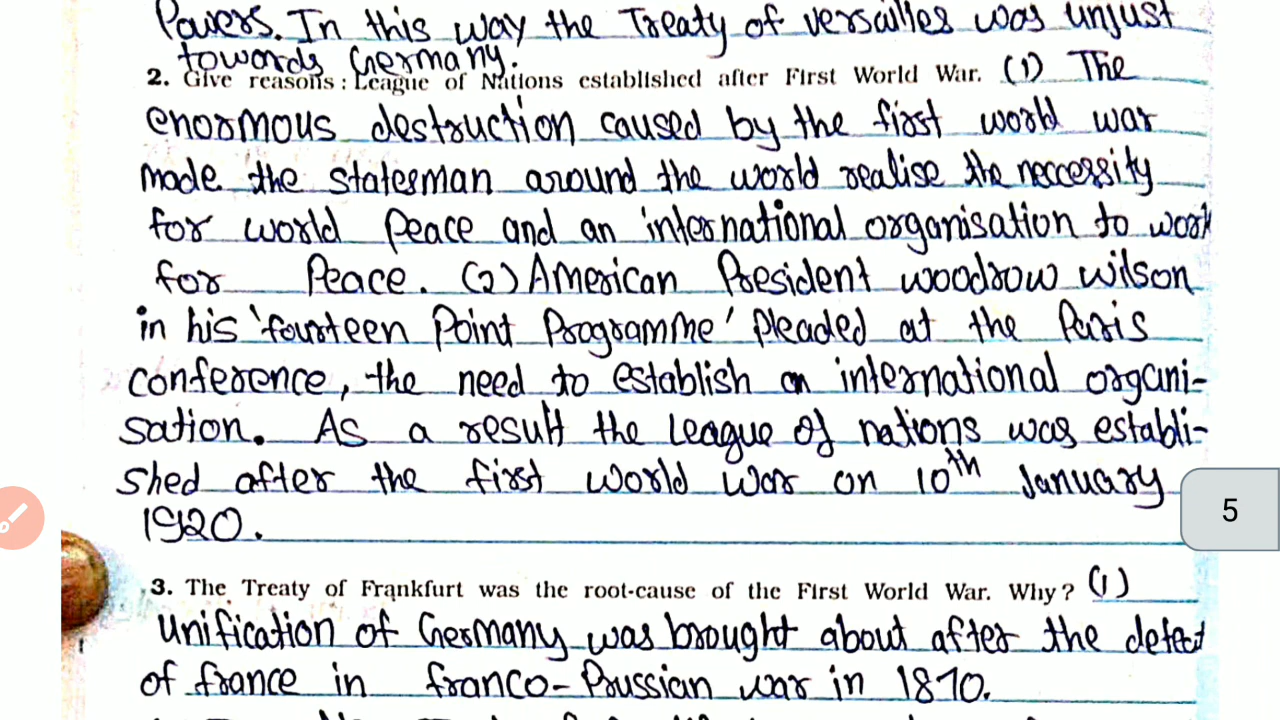 Powers. In this way the Treaty of versailles was unjust
towards Germany.
2. Give reasons : League of Nations established after First World War. (1) The
enormous destruction caused by the first world war
made the statesman around the world realise the neccessity
for world peace and an international organisation to work
for peace. (2) American President woodrow wilson
in his 'fourteen Point Programme' pleaded at the Paris
conference, the need to establish an international organi-
sation. As a result the League of nations was establi-
shed after the first world war on 10th January
1920.
5
3. The Treaty of Frankfurt was the root-cause of the First World War. Why? (1)
Unification of Germany was brought about after the defeat
of france in franco-Prussian war in 1870.